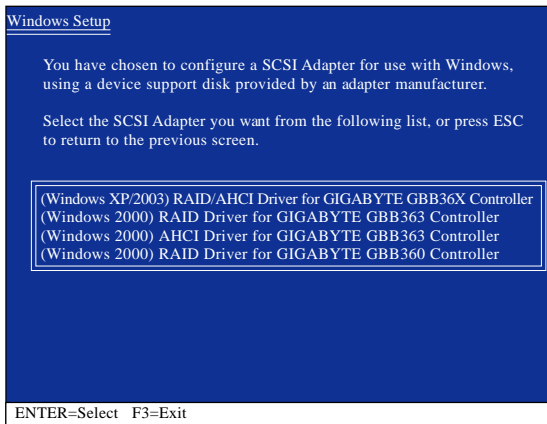 Windows Setup
You have chosen to configure a SCSI Adapter for use with Windows,
using a device support disk provided by an adapter manufacturer.
Select the SCSI Adapter you want from the following list, or press ESC
to return to the previous screen.
(Windows XP/2003) RAID/AHCI Driver for GIGABYTE GBB36X Controller
(Windows 2000) RAID Driver for GIGABYTE GBB363 Controller
(Windows 2000) AHCI Driver for GIGABYTE GBB363 Controller
(Windows 2000) RAID Driver for GIGABYTE GBB360 Controller
ENTER=Select F3=Exit